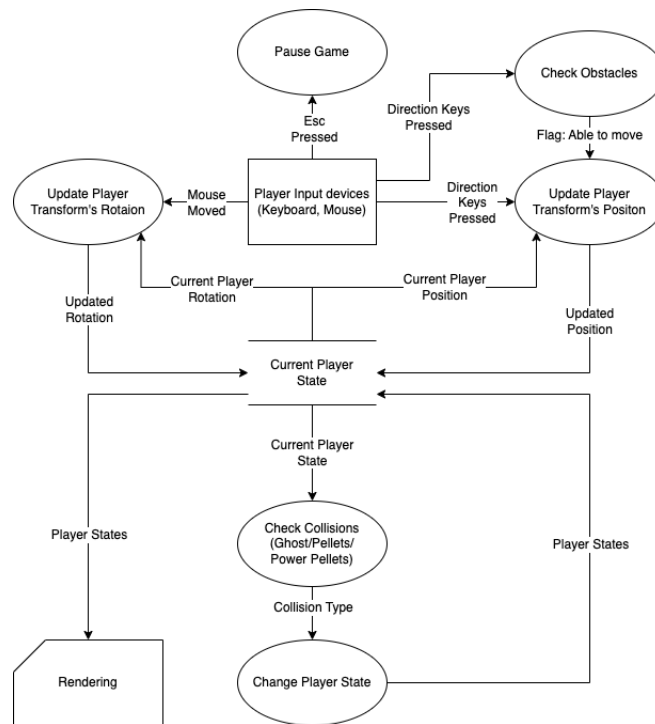 Pause Game
Check Obstacles
Esc
Pressed
Direction Keys
Pressed
Flag: Able to move
Update Player
Transform's Rotaion
Mouse
Moved
Player Input devices
(Keyboard, Mouse)
Direction
Keys
Pressed
Update Player
Transform's Positon
Current Player
Rotation
Current Player
Position
Updated
Rotation
Updated
Position
Current Player
State
Current Player
State
Player States
Check Collisions
(Ghost/Pellets/
Power Pellets)
Player States
Collision Type
Rendering
Change Player State